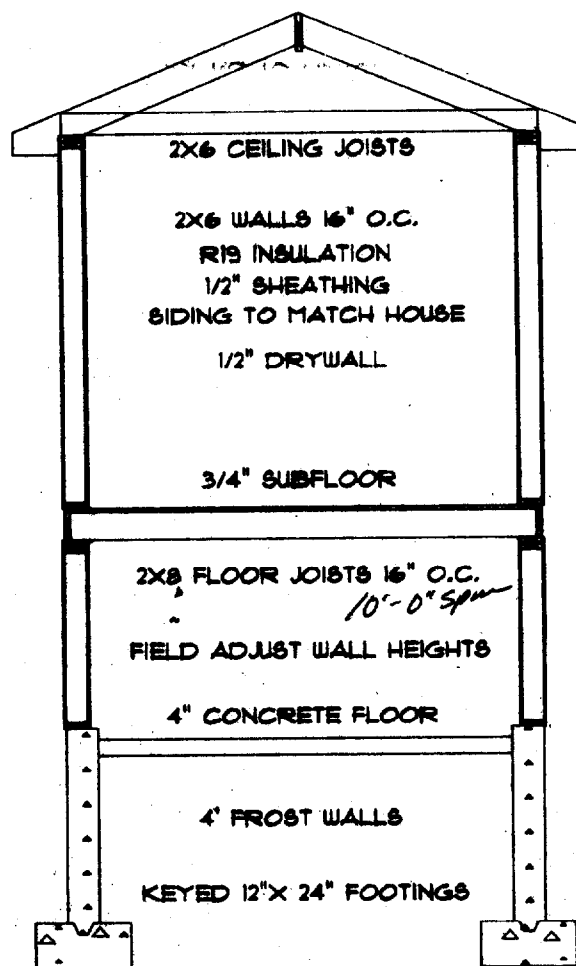 2X6 CEILING JOISTS
2X6 WALLS 16" O.C.
R19 INSULATION
1/2" SHEATHING
SIDING TO MATCH HOUSE
1/2" DRYWALL
3/4" SUBFLOOR
2X8 FLOOR JOISTS 16" O.C.
10'-0" Span
FIELD ADJUST WALL HEIGHTS
4" CONCRETE FLOOR
4' FROST WALLS
KEYED 12"X 24" FOOTINGS